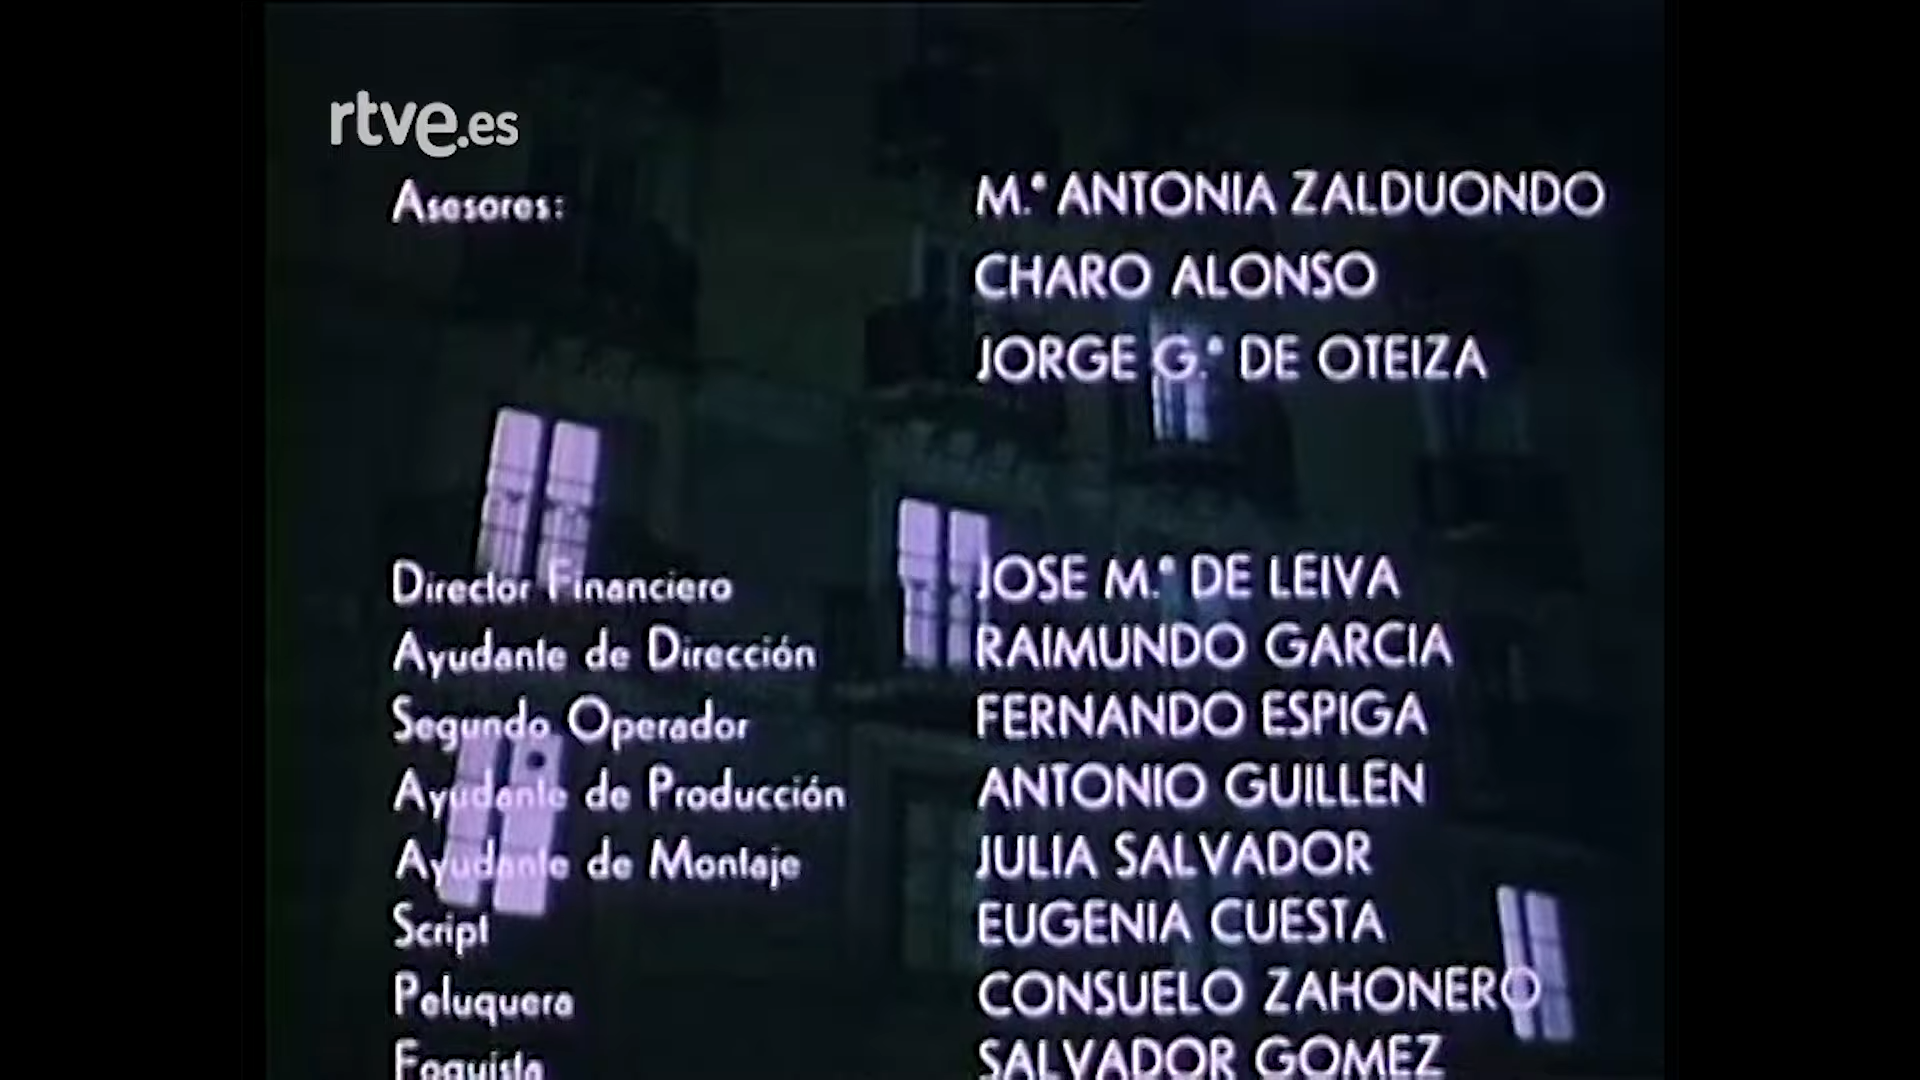 rtve.es
Asesores: M.ª ANTONIA ZALDUONDO
CHARO ALONSO
JORGE G.ª DE OTEIZA
Director Financiero JOSE M.ª DE LEIVA
Ayudante de Dirección RAIMUNDO GARCIA
Segundo Operador FERNANDO ESPIGA
Ayudante de Producción ANTONIO GUILLEN
Ayudante de Montaje JULIA SALVADOR
Script EUGENIA CUESTA
Peluquera CONSUELO ZAHONERO
Foquista SALVADOR GOMEZ